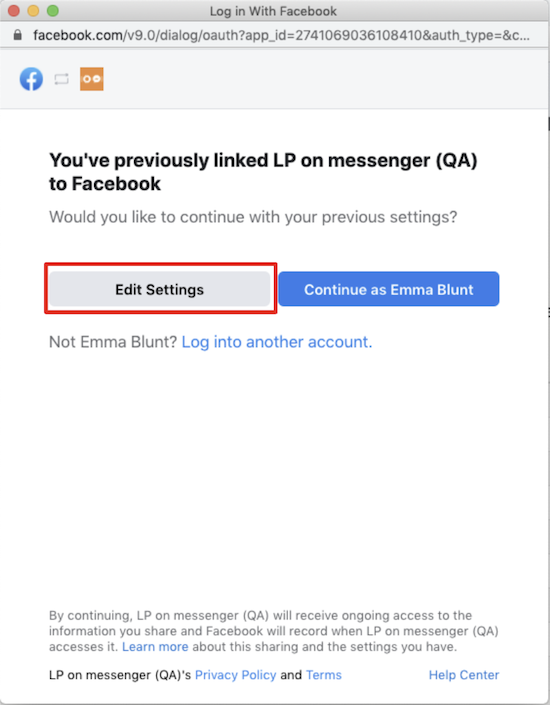 Log in With Facebook
facebook.com/v9.0/dialog/oauth?app_id=2741069036108410&auth_type=&c...
You've previously linked LP on messenger (QA)
to Facebook
Would you like to continue with your previous settings?
Edit Settings
Continue as Emma Blunt
Not Emma Blunt? Log into another account.
By continuing, LP on messenger (QA) will receive ongoing access to the
information you share and Facebook will record when LP on messenger (QA)
accesses it. Learn more about this sharing and the settings you have.
LP on messenger (QA)'s Privacy Policy and Terms
Help Center